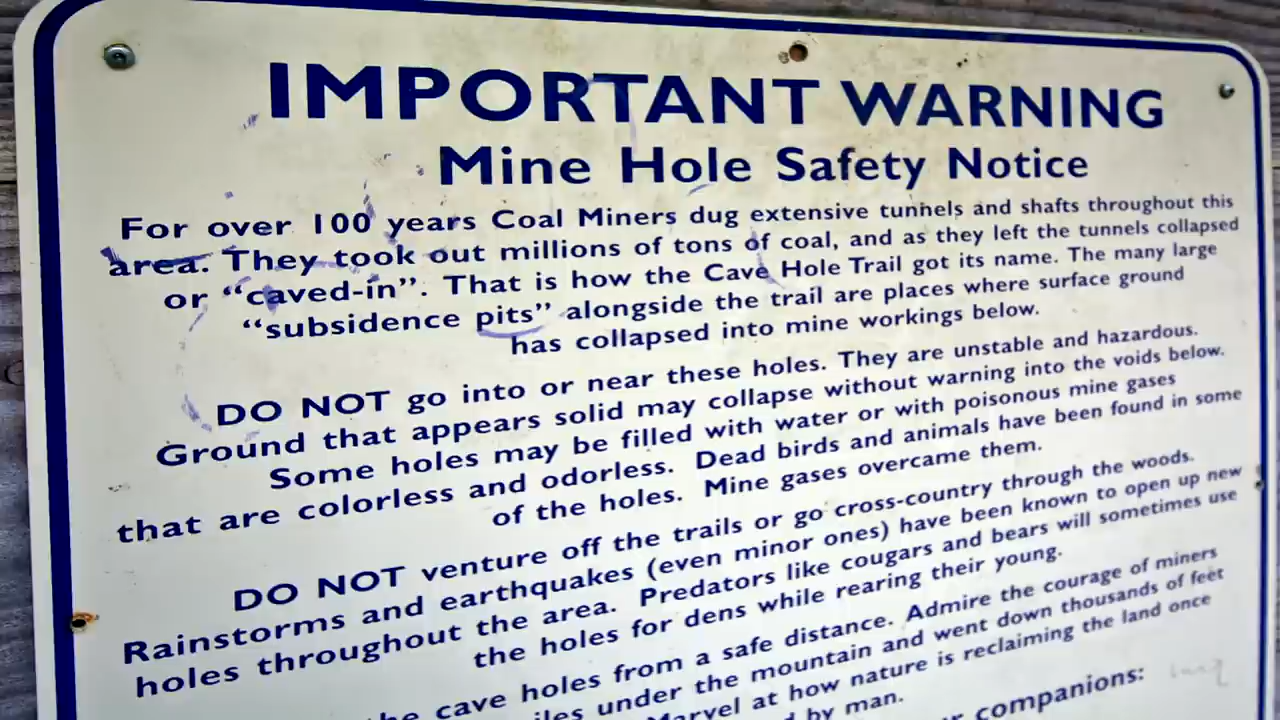 IMPORTANT WARNING
Mine Hole Safety Notice
For over 100 years Coal Miners dug extensive tunnels and shafts throughout this
area. They took out millions of tons of coal, and as they left the tunnels collapsed
or “caved-in”. That is how the Cave Hole Trail got its name. The many large
“subsidence pits” alongside the trail are places where surface ground
has collapsed into mine workings below.
DO NOT go into or near these holes. They are unstable and hazardous.
Ground that appears solid may collapse without warning into the voids below.
Some holes may be filled with water or with poisonous mine gases
that are colorless and odorless. Dead birds and animals have been found in some
of the holes. Mine gases overcame them.
DO NOT venture off the trails or go cross-country through the woods.
Rainstorms and earthquakes (even minor ones) have been known to open up new
holes throughout the area. Predators like cougars and bears will sometimes use
the holes for dens while rearing their young.
cave holes from a safe distance. Admire the courage of miners
under the mountain and went down thousands of feet
Marvel at how nature is reclaiming the land once
by man.
companions: